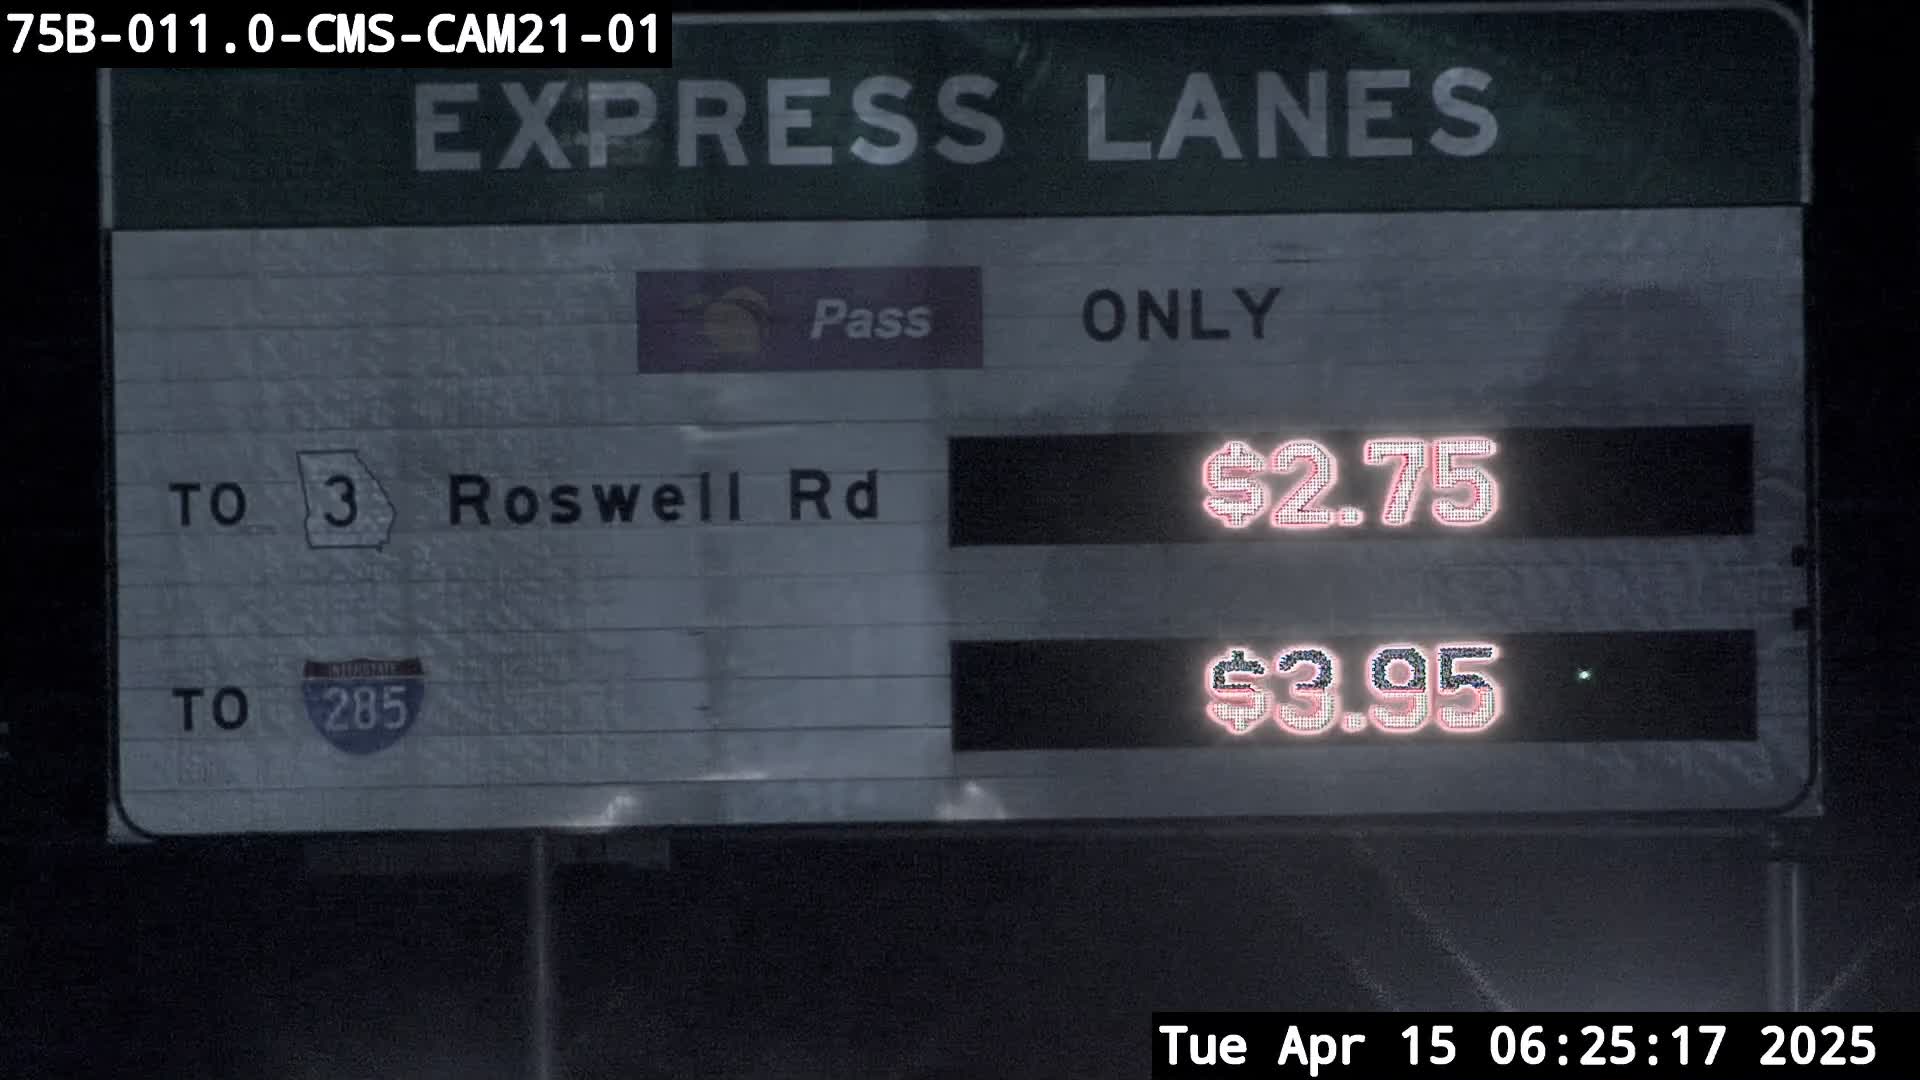 75B-011.0-CMS-CAM21-01
EXPRESS LANES
Pass ONLY
TO 3 Roswell Rd $2.75
INTERSTATE
TO 285 $3.95
Tue Apr 15 06:25:17 2025